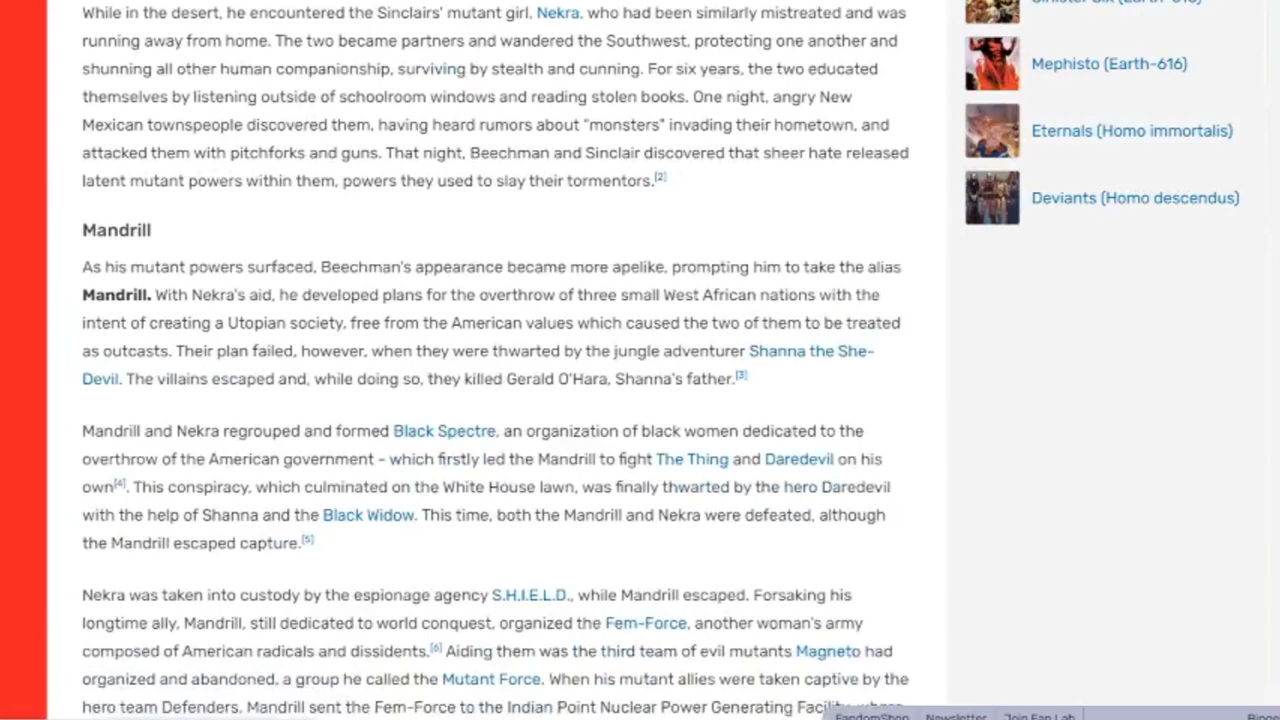 While in the desert, he encountered the Sinclairs' mutant girl, Nekra, who had been similarly mistreated and was
running away from home. The two became partners and wandered the Southwest, protecting one another and
shunning all other human companionship, surviving by stealth and cunning. For six years, the two educated
themselves by listening outside of schoolroom windows and reading stolen books. One night, angry New
Mexican townspeople discovered them, having heard rumors about "monsters" invading their hometown, and
attacked them with pitchforks and guns. That night, Beechman and Sinclair discovered that sheer hate released
latent mutant powers within them, powers they used to slay their tormentors.[2]
Mandrill
As his mutant powers surfaced, Beechman's appearance became more apelike, prompting him to take the alias
Mandrill. With Nekra's aid, he developed plans for the overthrow of three small West African nations with the
intent of creating a Utopian society, free from the American values which caused the two of them to be treated
as outcasts. Their plan failed, however, when they were thwarted by the jungle adventurer Shanna the She-
Devil. The villains escaped and, while doing so, they killed Gerald O'Hara, Shanna's father.[3]
Mandrill and Nekra regrouped and formed Black Spectre, an organization of black women dedicated to the
overthrow of the American government - which firstly led the Mandrill to fight The Thing and Daredevil on his
own[4]. This conspiracy, which culminated on the White House lawn, was finally thwarted by the hero Daredevil
with the help of Shanna and the Black Widow. This time, both the Mandrill and Nekra were defeated, although
the Mandrill escaped capture.[5]
Nekra was taken into custody by the espionage agency S.H.I.E.L.D., while Mandrill escaped. Forsaking his
longtime ally, Mandrill, still dedicated to world conquest, organized the Fem-Force, another woman's army
composed of American radicals and dissidents.[6] Aiding them was the third team of evil mutants Magneto had
organized and abandoned, a group he called the Mutant Force. When his mutant allies were taken captive by the
hero team Defenders, Mandrill sent the Fem-Force to the Indian Point Nuclear Power Generating Facility, where
Sinister Six (Earth-616)
Mephisto (Earth-616)
Eternals (Homo immortalis)
Deviants (Homo descendus)
FandomShop Newsletter Join Fan Lab